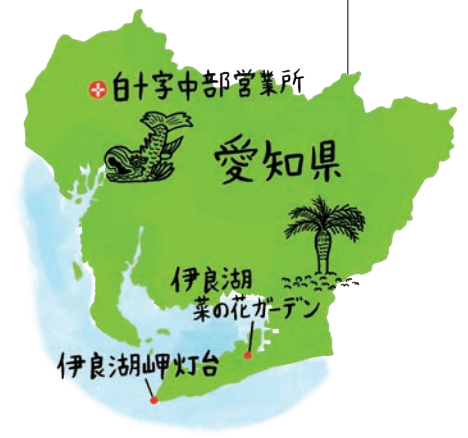 白十字中部営業所
愛知県
伊良湖
菜の花ガーデン
伊良湖岬灯台